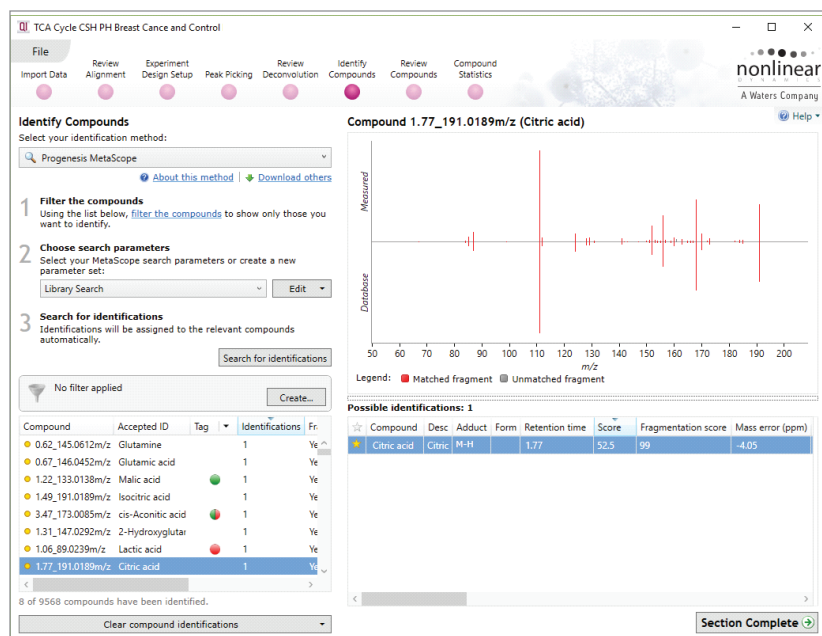 TCA Cycle CSH PH Breast Cance and Control
File
Import Data
Review Alignment
Experiment Design Setup
Peak Picking
Review Deconvolution
Identify Compounds
Review Compounds
Compound Statistics
nonlinear
DYNAMICS
A Waters Company
Identify Compounds
Select your identification method:
Progenesis MetaScope
About this method
Download others
1 Filter the compounds
Using the list below, filter the compounds to show only those you
want to identify.
2 Choose search parameters
Select your MetaScope search parameters or create a new
parameter set:
Library Search
Edit
3 Search for identifications
Identifications will be assigned to the relevant compounds
automatically.
Search for identifications
No filter applied
Create...
Compound Accepted ID Tag Identifications Fr
0.62_145.0612m/z Glutamine 1 Ye
0.67_146.0452m/z Glutamic acid 1 Ye
1.22_133.0138m/z Malic acid 1 Ye
1.49_191.0189m/z Isocitric acid 1 Ye
3.47_173.0085m/z cis-Aconitic acid 1 Ye
1.31_147.0292m/z 2-Hydroxyglutar 1 Ye
1.06_89.0239m/z Lactic acid 1 Ye
1.77_191.0189m/z Citric acid 1 Ye
8 of 9568 compounds have been identified.
Clear compound identifications
Help
Compound 1.77_191.0189m/z (Citric acid)
Measured
Database
50 60 70 80 90 100 110 120 130 140 150 160 170 180 190 200
m/z
Legend: Matched fragment Unmatched fragment
Possible identifications: 1
Compound Desc Adduct Form Retention time Score Fragmentation score Mass error (ppm)
Citric acid Citric M-H 1.77 52.5 99 -4.05
Section Complete